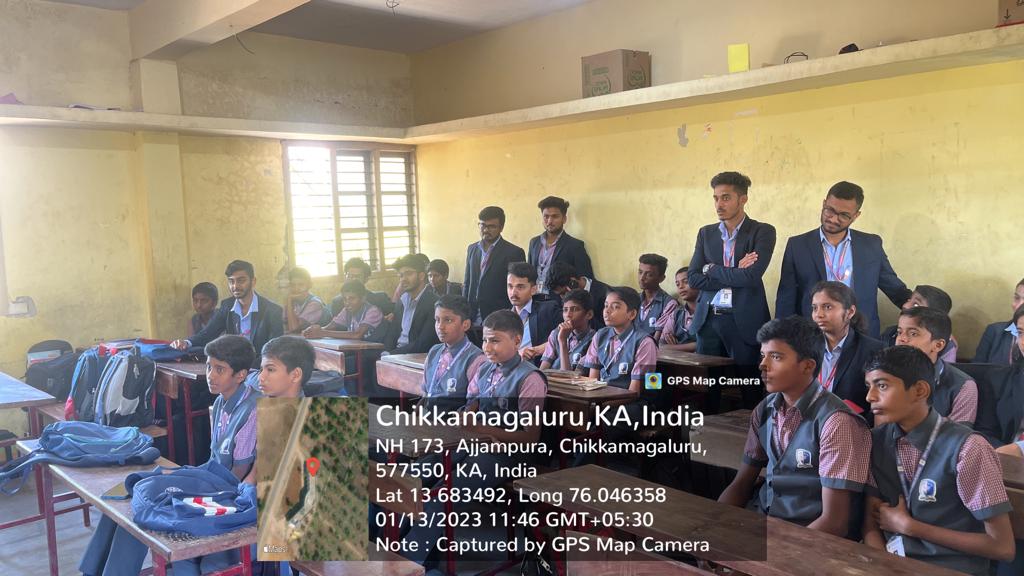 GPS Map Camera
Chikkamagaluru,KA,India
NH 173, Ajjampura, Chikkamagaluru,
577550, KA, India
Lat 13.683492, Long 76.046358
01/13/2023 11:46 GMT+05:30
Note : Captured by GPS Map Camera
Maps